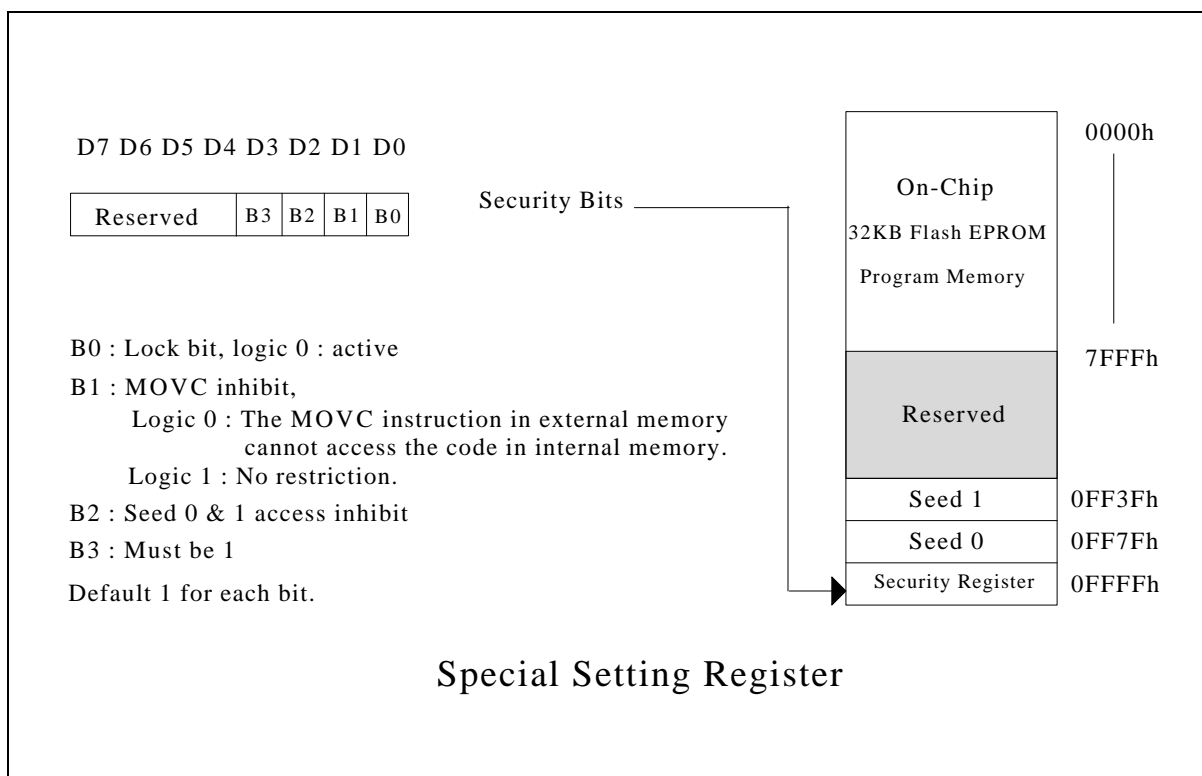 D7 D6 D5 D4 D3 D2 D1 D0
Reserved B3 B2 B1 B0
B0 : Lock bit, logic 0 : active
B1 : MOVC inhibit,
Logic 0 : The MOVC instruction in external memory
cannot access the code in internal memory.
Logic 1 : No restriction.
B2 : Seed 0 & 1 access inhibit
B3 : Must be 1
Default 1 for each bit.
Security Bits
On-Chip
32KB Flash EPROM
Program Memory
Reserved
Seed 1
Seed 0
Security Register
0000h
7FFFh
0FF3Fh
0FF7Fh
0FFFFh
Special Setting Register